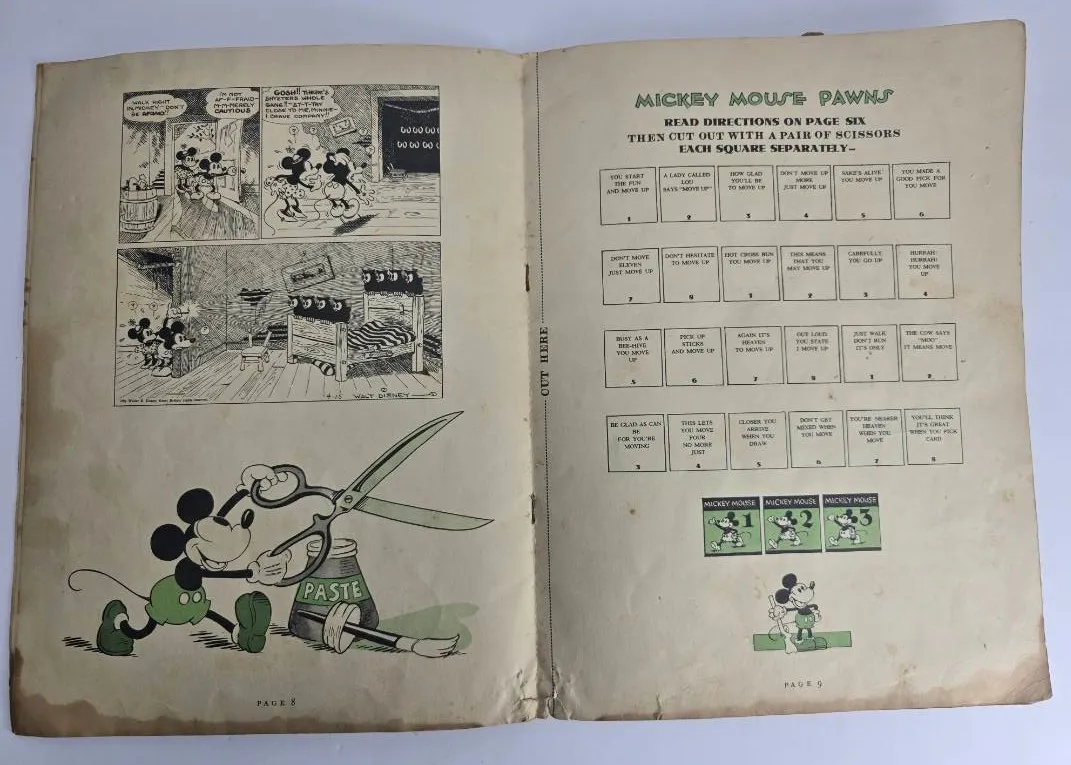 WALK RIGHT
IN, MICKEY - DON'T
BE AFRAID!
I'M NOT
AF-F-FRAID-
M-M-MERELY
CAUTIOUS
GOSH!! THERE'S
SHYSTERS WHOLE
GANG! - ST-T-TAY
CLOSE TO ME, MINNIE-
I CRAVE COMPANY!!
WALT DISNEY
PASTE
PAGE 8
CUT HERE
MICKEY MOUSE PAWNS
READ DIRECTIONS ON PAGE SIX
THEN CUT OUT WITH A PAIR OF SCISSORS
EACH SQUARE SEPARATELY—
YOU START
THE FUN
AND MOVE UP
1
A LADY CALLED
LOU
SAYS "MOVE UP"
2
HOW GLAD
YOU'LL BE
TO MOVE UP
3
DON'T MOVE UP
MORE
JUST MOVE UP
4
SAKE'S ALIVE
YOU MOVE UP
5
YOU MADE A
GOOD PICK FOR
YOU MOVE
6
DON'T MOVE
ELEVEN
JUST MOVE UP
7
DON'T HESITATE
TO MOVE UP
8
HOT CROSS BUN
YOU MOVE UP
1
THIS MEANS
THAT YOU
MAY MOVE UP
2
CAREFULLY
YOU GO UP
3
HURRAH!
HURRAH!
YOU MOVE
UP
4
BUSY AS A
BEE-HIVE
YOU MOVE
UP
5
PICK UP
STICKS
AND MOVE UP
6
AGAIN IT'S
HEAVEN
TO MOVE UP
7
OUT LOUD
YOU STATE
I MOVE UP
8
JUST WALK
DON'T RUN
IT'S ONLY
1
THE COW SAYS
"MOO"
IT MEANS MOVE
2
BE GLAD AS CAN
BE
FOR YOU'RE
MOVING
3
THIS LETS
YOU MOVE
FOUR
NO MORE
JUST
4
CLOSER YOU
ARRIVE
WHEN YOU
DRAW
5
DON'T GET
MIXED WHEN
YOU MOVE
6
YOU'RE NEARER
HEAVEN
WHEN YOU
MOVE
7
YOU'LL THINK
IT'S GREAT
WHEN YOU PICK
CARD
8
MICKEY MOUSE
1
MICKEY MOUSE
2
MICKEY MOUSE
3
PAGE 9